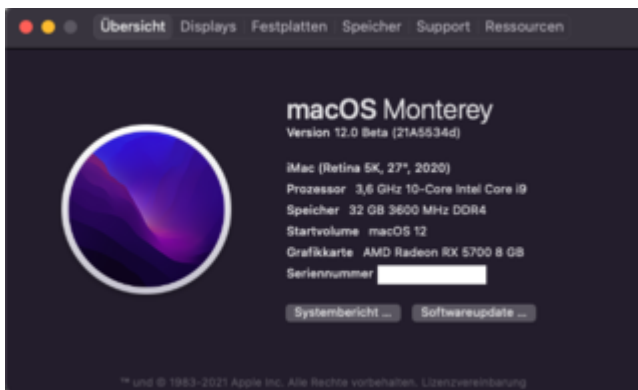 Übersicht Displays Festplatten Speicher Support Ressourcen
macOS Monterey
Version 12.0 Beta (21A5534d)
iMac (Retina 5K, 27", 2020)
Prozessor 3,6 GHz 10-Core Intel Core i9
Speicher 32 GB 3600 MHz DDR4
Startvolume macOS 12
Grafikkarte AMD Radeon RX 5700 8 GB
Seriennummer
Systembericht ...
Softwareupdate ...
™ und © 1983-2021 Apple Inc. Alle Rechte vorbehalten. Lizenzvereinbarung